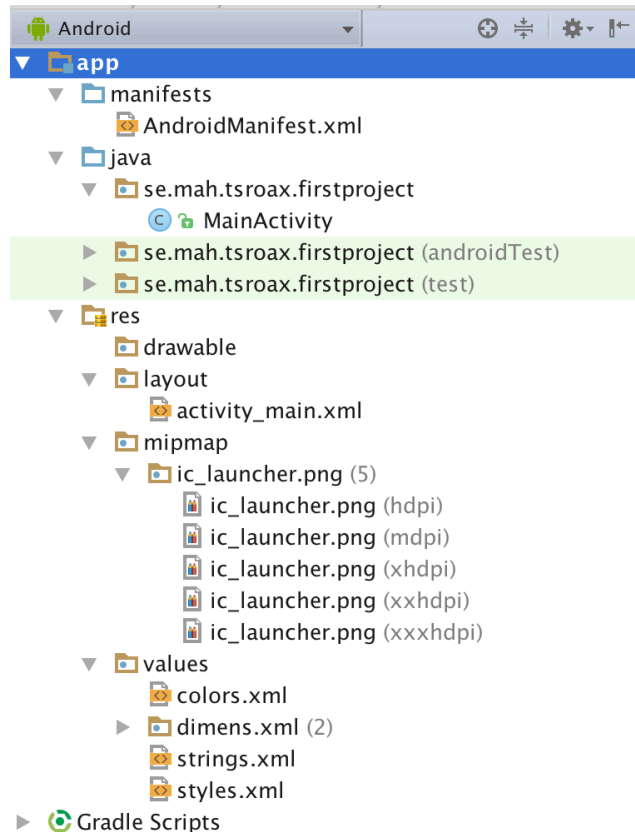 Android
app
manifests
AndroidManifest.xml
java
se.mah.tsroax.firstproject
C MainActivity
se.mah.tsroax.firstproject (androidTest)
se.mah.tsroax.firstproject (test)
res
drawable
layout
activity_main.xml
mipmap
ic_launcher.png (5)
ic_launcher.png (hdpi)
ic_launcher.png (mdpi)
ic_launcher.png (xhdpi)
ic_launcher.png (xxhdpi)
ic_launcher.png (xxxhdpi)
values
colors.xml
dimens.xml (2)
strings.xml
styles.xml
Gradle Scripts